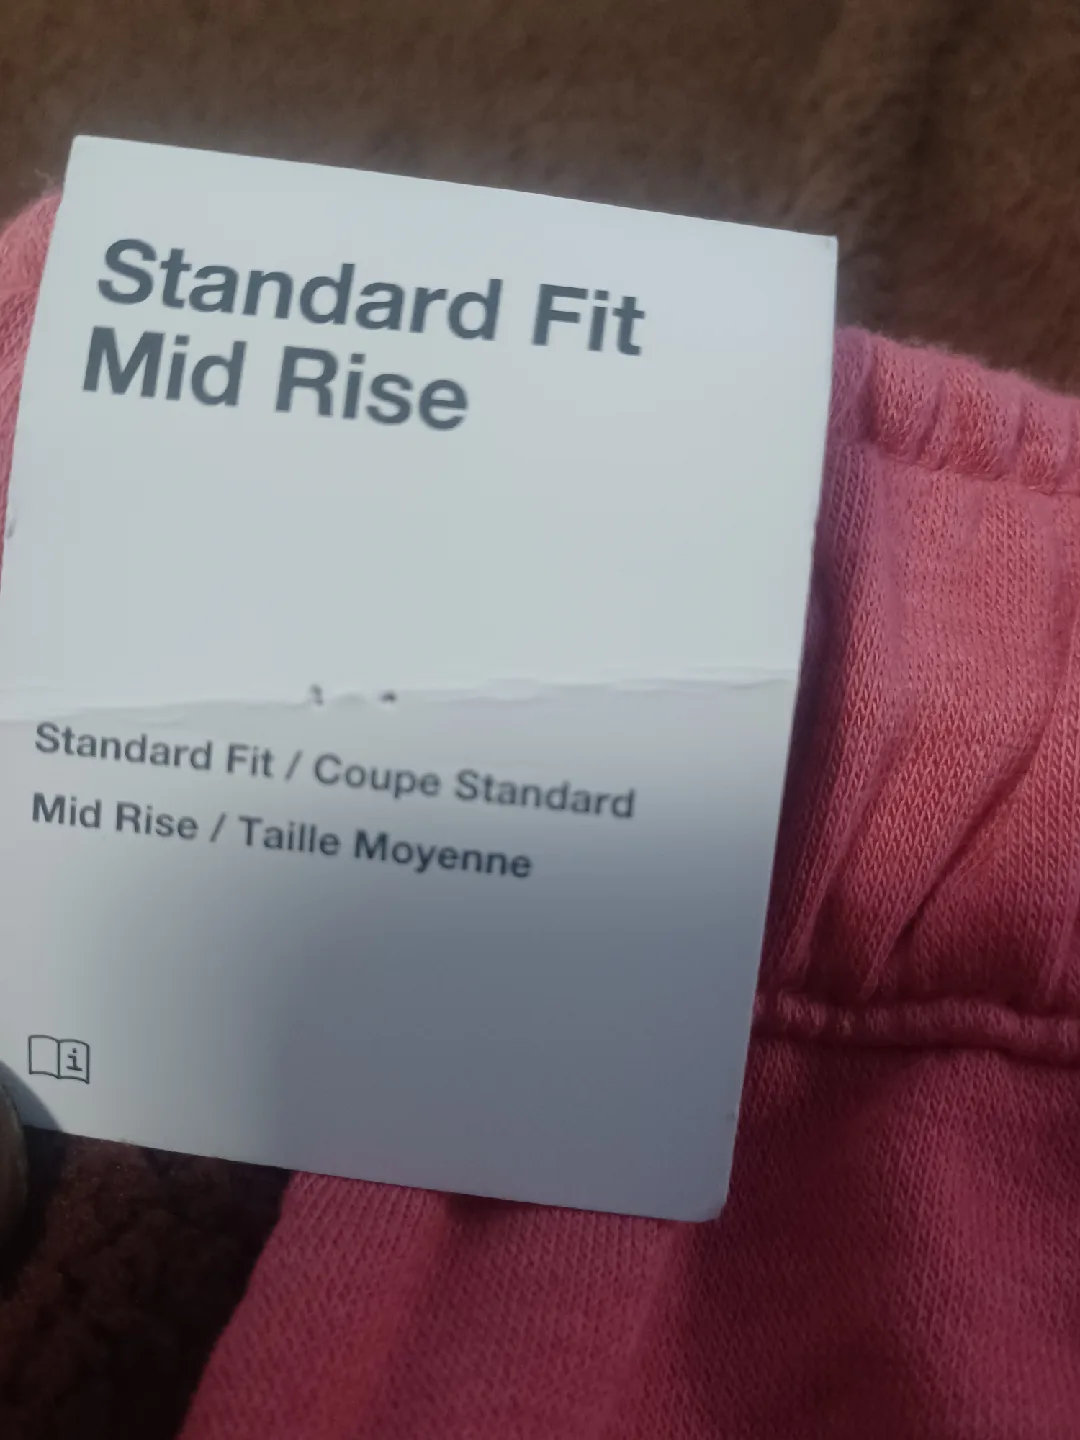 Standard Fit
Mid Rise
Standard Fit / Coupe Standard
Mid Rise / Taille Moyenne
i